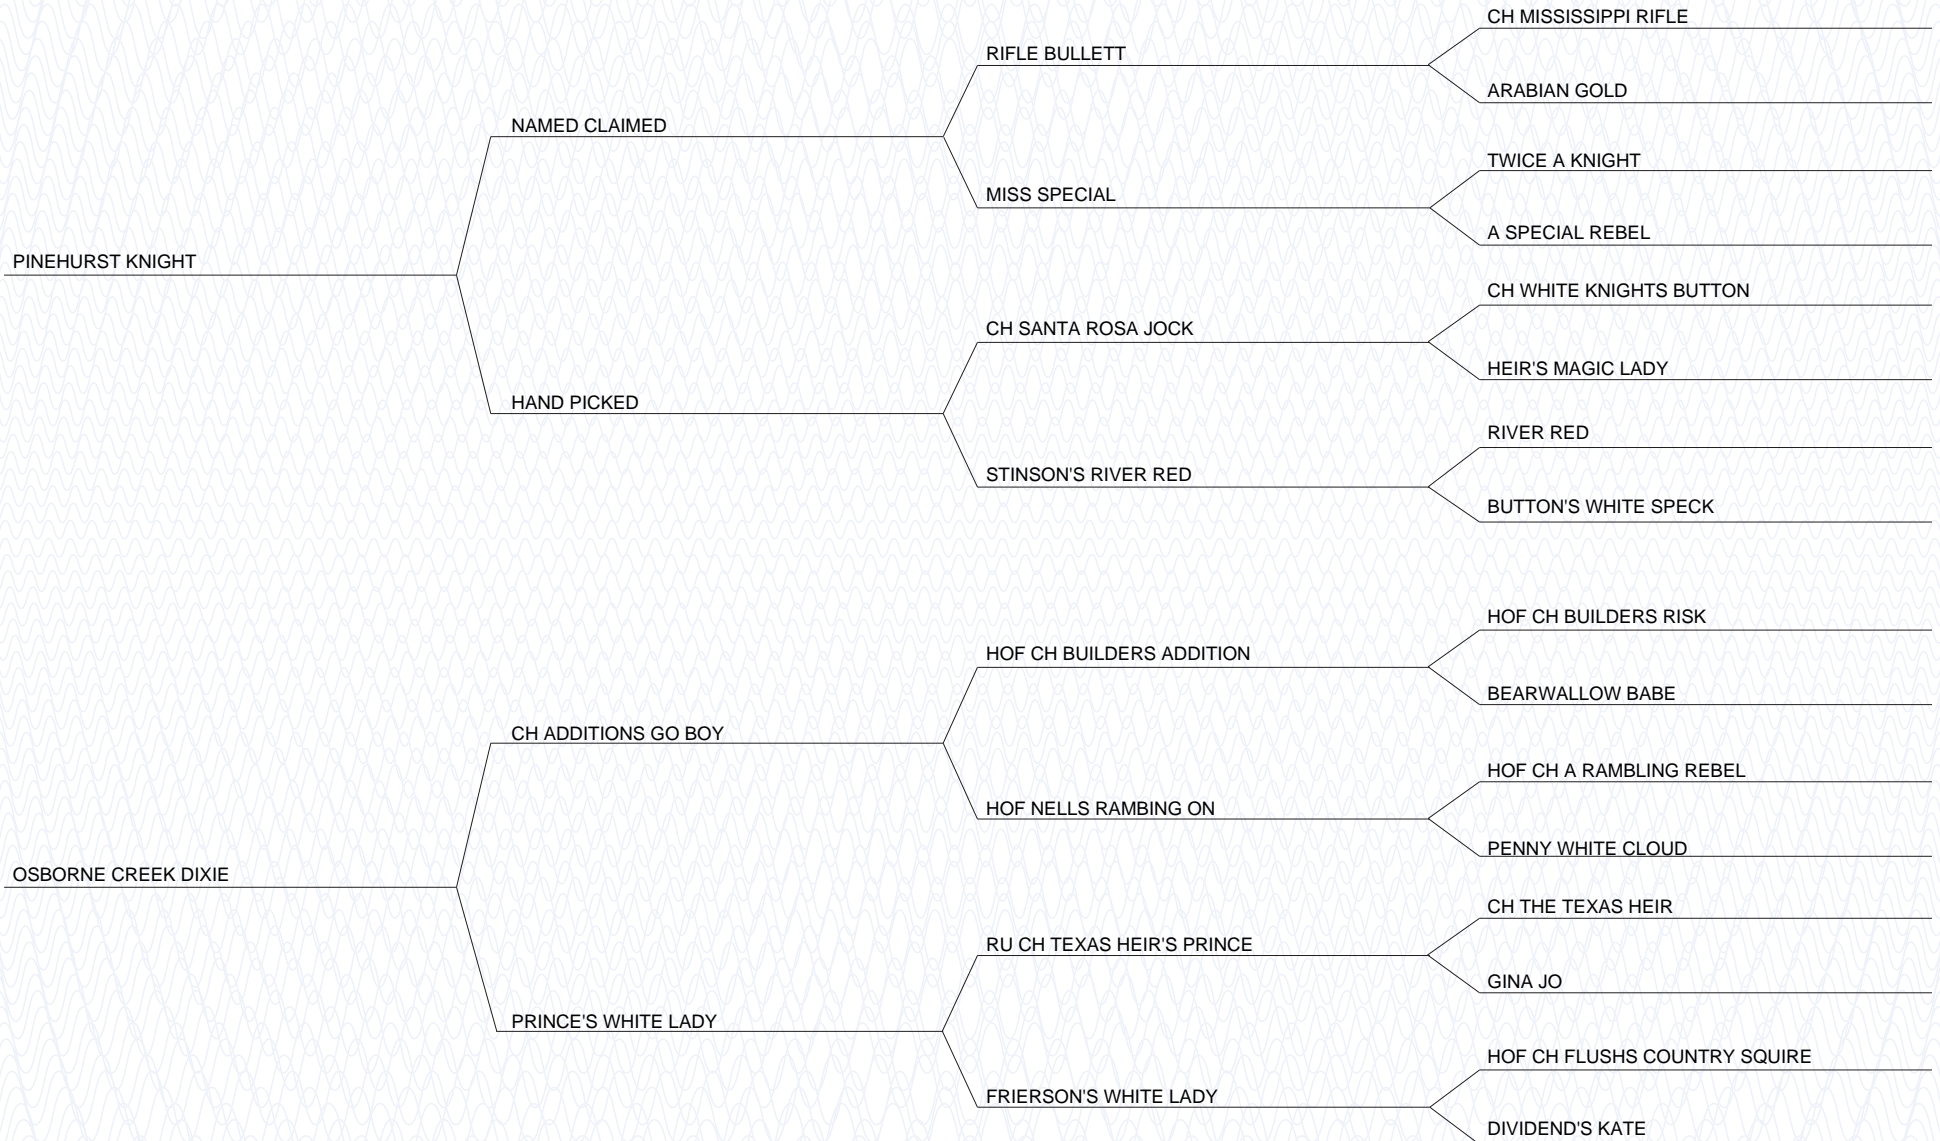 CH MISSISSIPPI RIFLE
RIFLE BULLETT
ARABIAN GOLD
NAMED CLAIMED
TWICE A KNIGHT
MISS SPECIAL
A SPECIAL REBEL
PINEHURST KNIGHT
CH WHITE KNIGHTS BUTTON
CH SANTA ROSA JOCK
HEIR'S MAGIC LADY
HAND PICKED
RIVER RED
STINSON'S RIVER RED
BUTTON'S WHITE SPECK
HOF CH BUILDERS RISK
HOF CH BUILDERS ADDITION
BEARWALLOW BABE
CH ADDITIONS GO BOY
HOF CH A RAMBLING REBEL
HOF NELLS RAMBING ON
PENNY WHITE CLOUD
OSBORNE CREEK DIXIE
CH THE TEXAS HEIR
RU CH TEXAS HEIR'S PRINCE
GINA JO
PRINCE'S WHITE LADY
HOF CH FLUSHS COUNTRY SQUIRE
FRIERSON'S WHITE LADY
DIVIDEND'S KATE